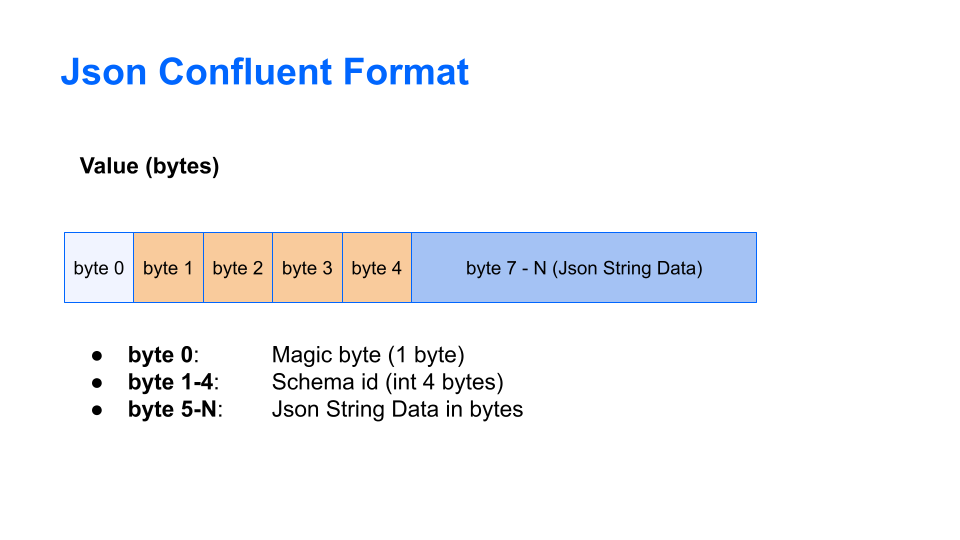 Json Confluent Format
Value (bytes)
byte 0 byte 1 byte 2 byte 3 byte 4 byte 7 - N (Json String Data)
● byte 0: Magic byte (1 byte)
● byte 1-4: Schema id (int 4 bytes)
● byte 5-N: Json String Data in bytes